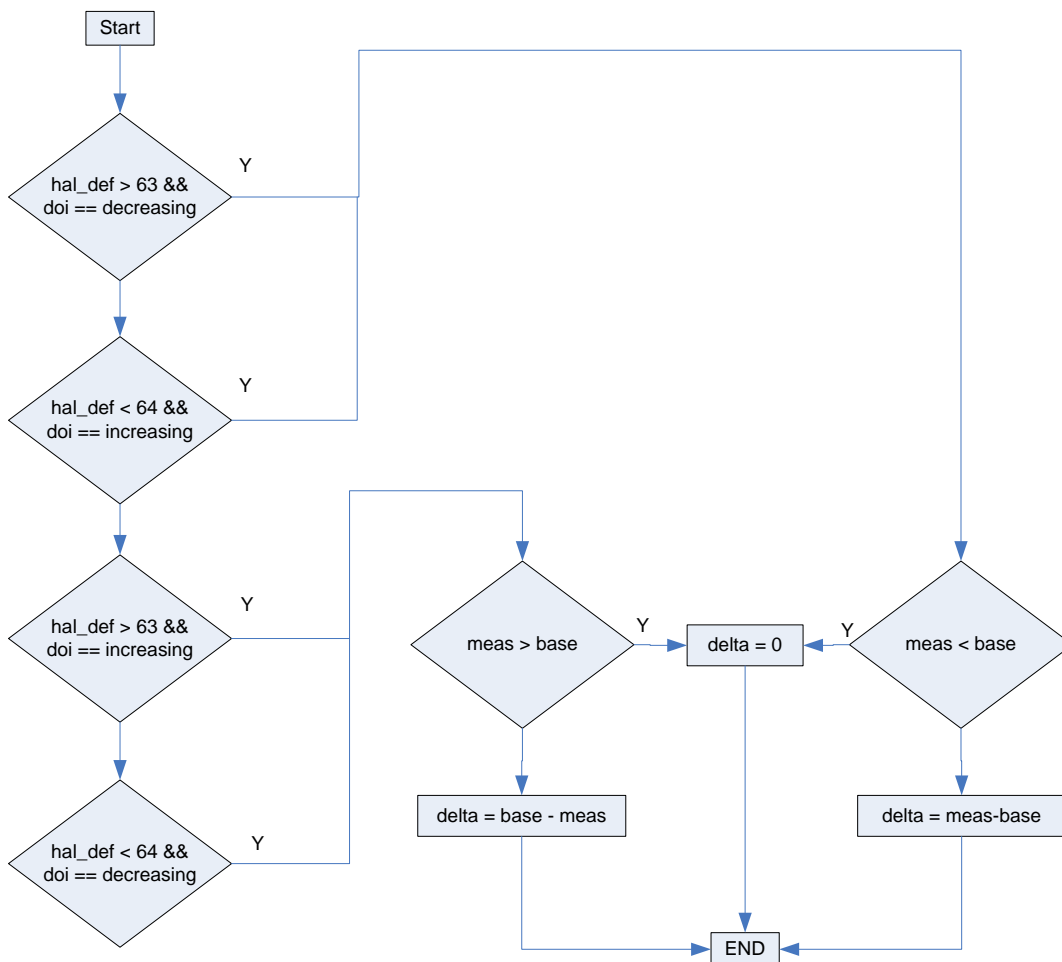 Start
Y
hal_def > 63 &&
doi == decreasing
Y
hal_def < 64 &&
doi == increasing
Y
hal_def > 63 &&
doi == increasing
Y
hal_def < 64 &&
doi == decreasing
meas > base
Y
delta = 0
Y
meas < base
delta = base - meas
delta = meas-base
END